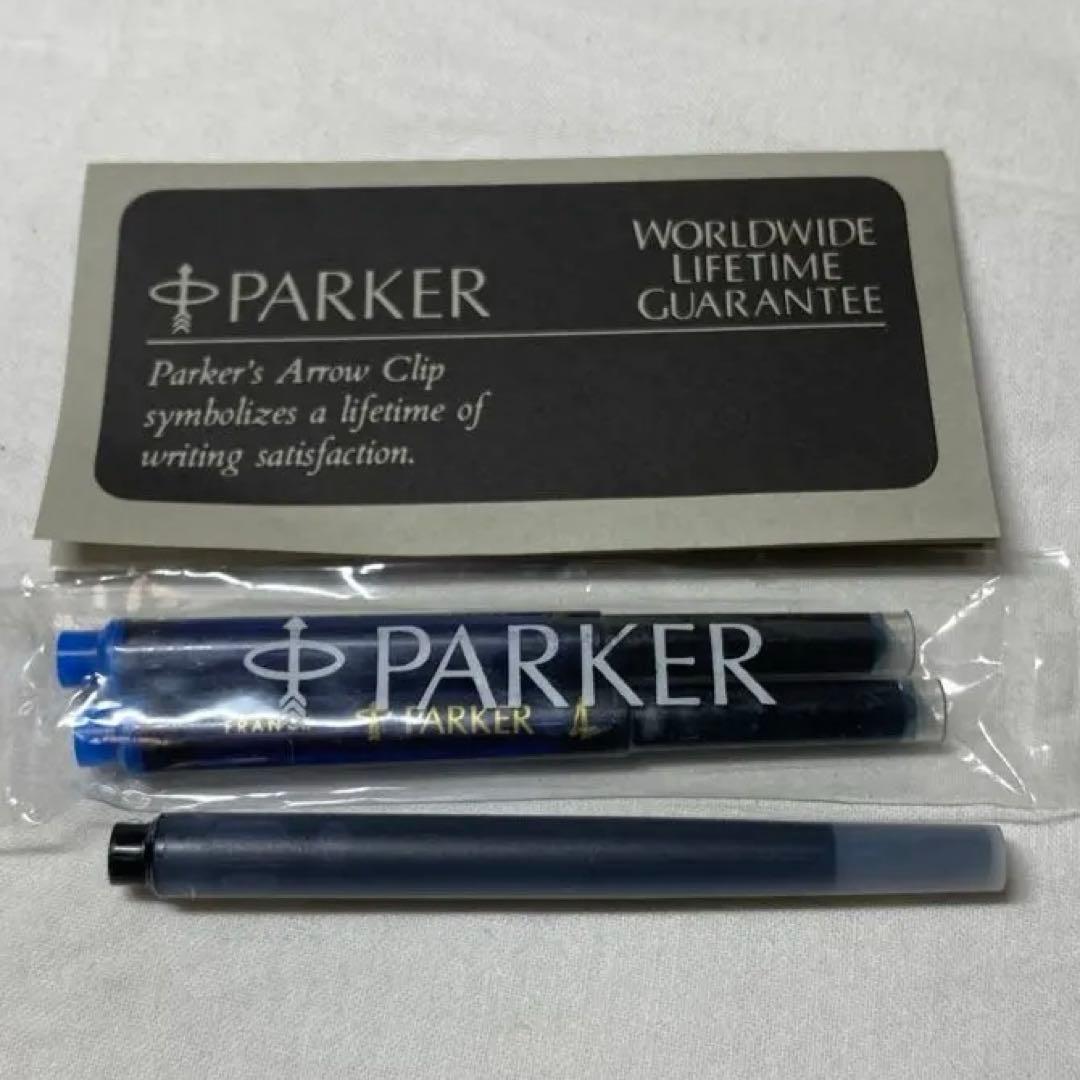 PARKER
WORLDWIDE
LIFETIME
GUARANTEE
Parker's Arrow Clip
symbolizes a lifetime of
writing satisfaction.
PARKER
PARKER